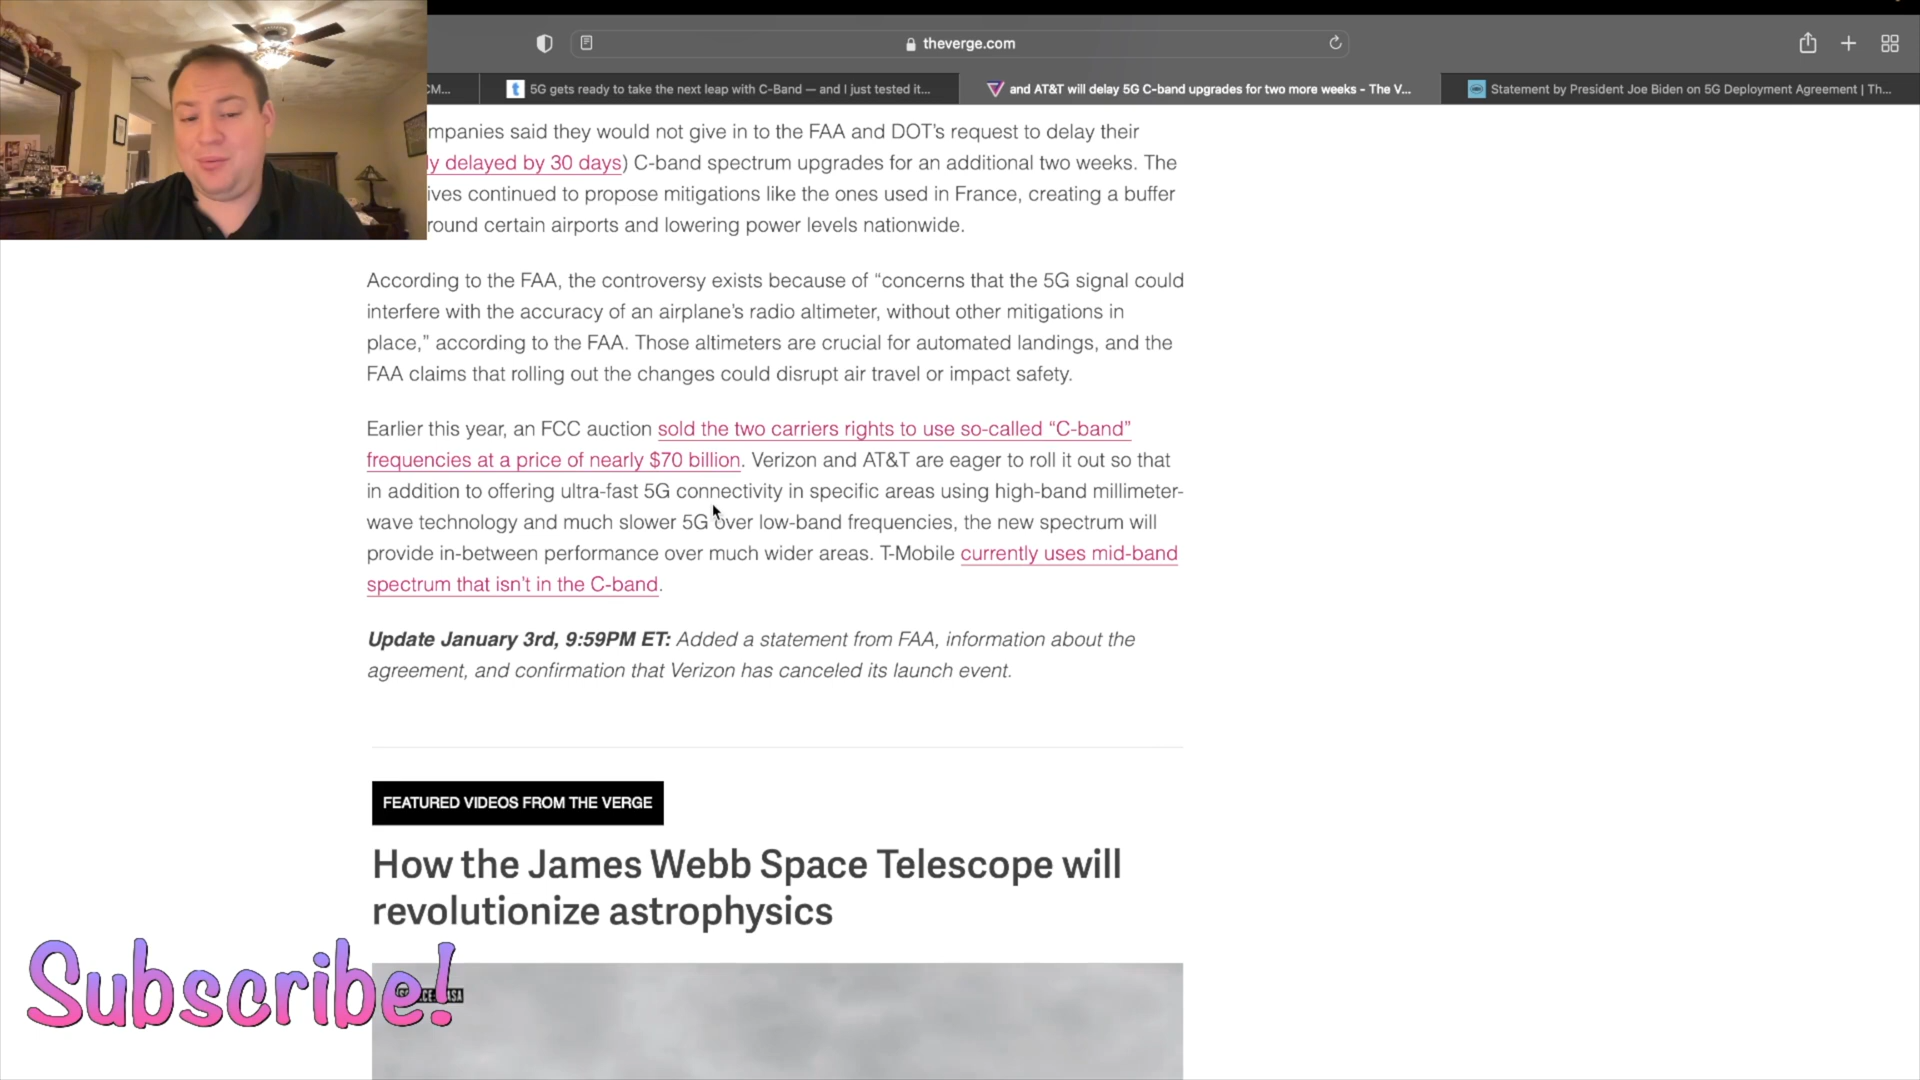 theverge.com
CM...
5G gets ready to take the next leap with C-Band — and I just tested it...
and AT&T will delay 5G C-band upgrades for two more weeks - The V...
Statement by President Joe Biden on 5G Deployment Agreement | Th...
mpanies said they would not give in to the FAA and DOT's request to delay their
ly delayed by 30 days) C-band spectrum upgrades for an additional two weeks. The
ives continued to propose mitigations like the ones used in France, creating a buffer
round certain airports and lowering power levels nationwide.
According to the FAA, the controversy exists because of “concerns that the 5G signal could
interfere with the accuracy of an airplane's radio altimeter, without other mitigations in
place,” according to the FAA. Those altimeters are crucial for automated landings, and the
FAA claims that rolling out the changes could disrupt air travel or impact safety.
Earlier this year, an FCC auction sold the two carriers rights to use so-called “C-band”
frequencies at a price of nearly $70 billion. Verizon and AT&T are eager to roll it out so that
in addition to offering ultra-fast 5G connectivity in specific areas using high-band millimeter-
wave technology and much slower 5G over low-band frequencies, the new spectrum will
provide in-between performance over much wider areas. T-Mobile currently uses mid-band
spectrum that isn't in the C-band.
Update January 3rd, 9:59PM ET: Added a statement from FAA, information about the
agreement, and confirmation that Verizon has canceled its launch event.
FEATURED VIDEOS FROM THE VERGE
How the James Webb Space Telescope will
revolutionize astrophysics
Subscribe!